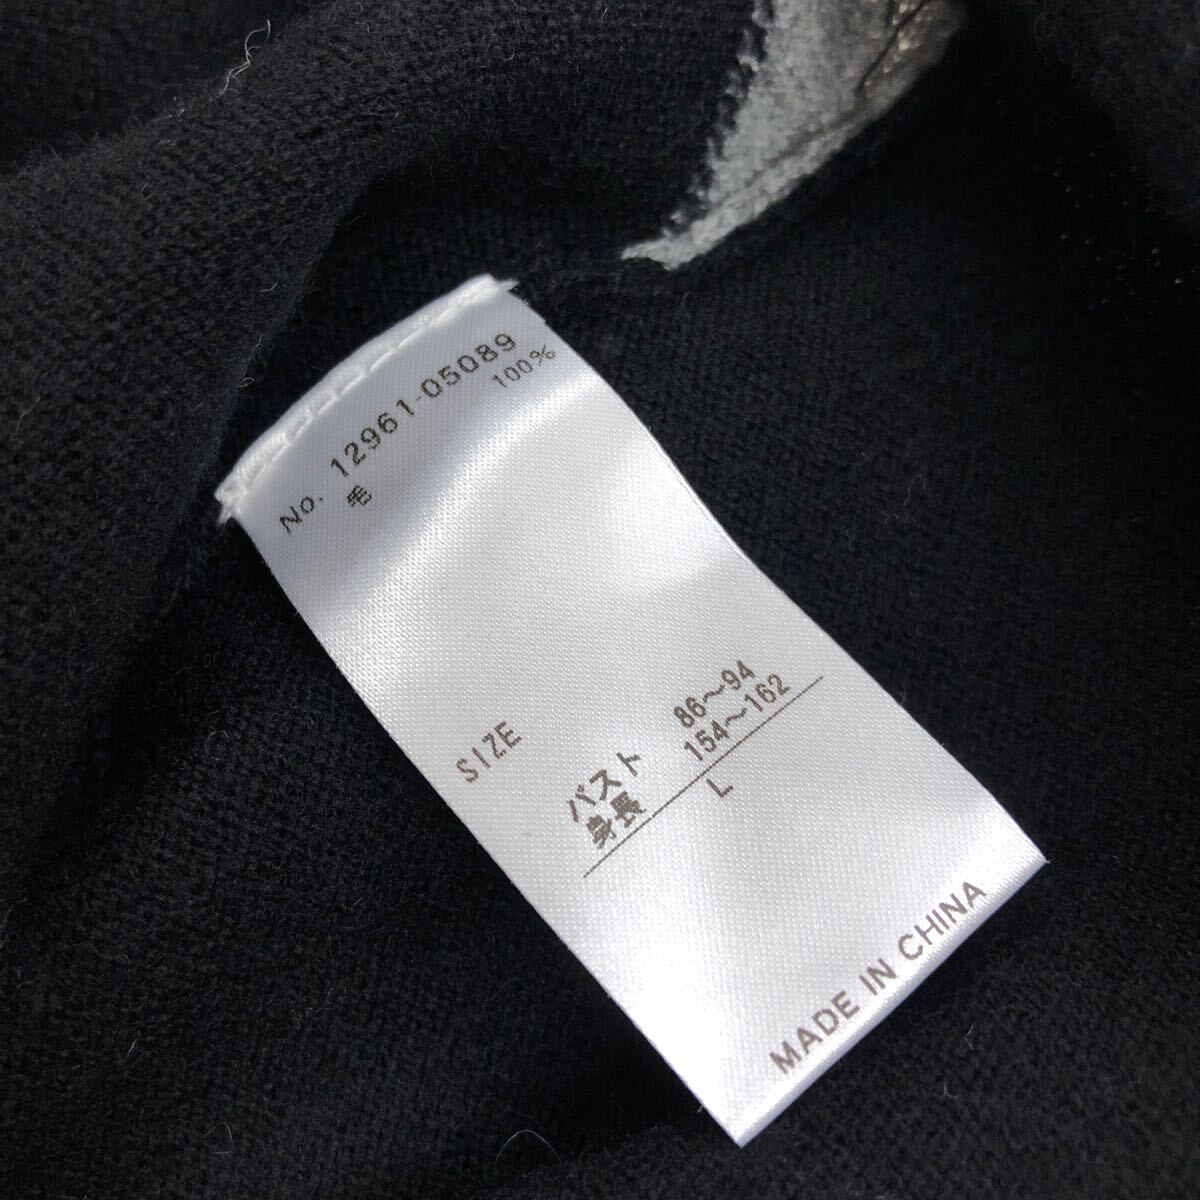 No. 12961-05089
毛 100%
SIZE
バスト 86～94
身長 154～162
L
MADE IN CHINA